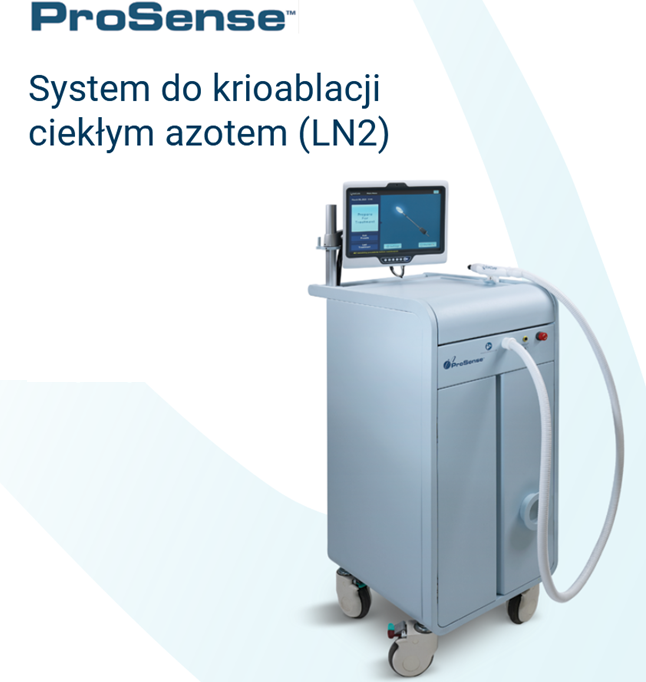 ProSense™
System do krioablacji
ciekłym azotem (LN2)
ProSense